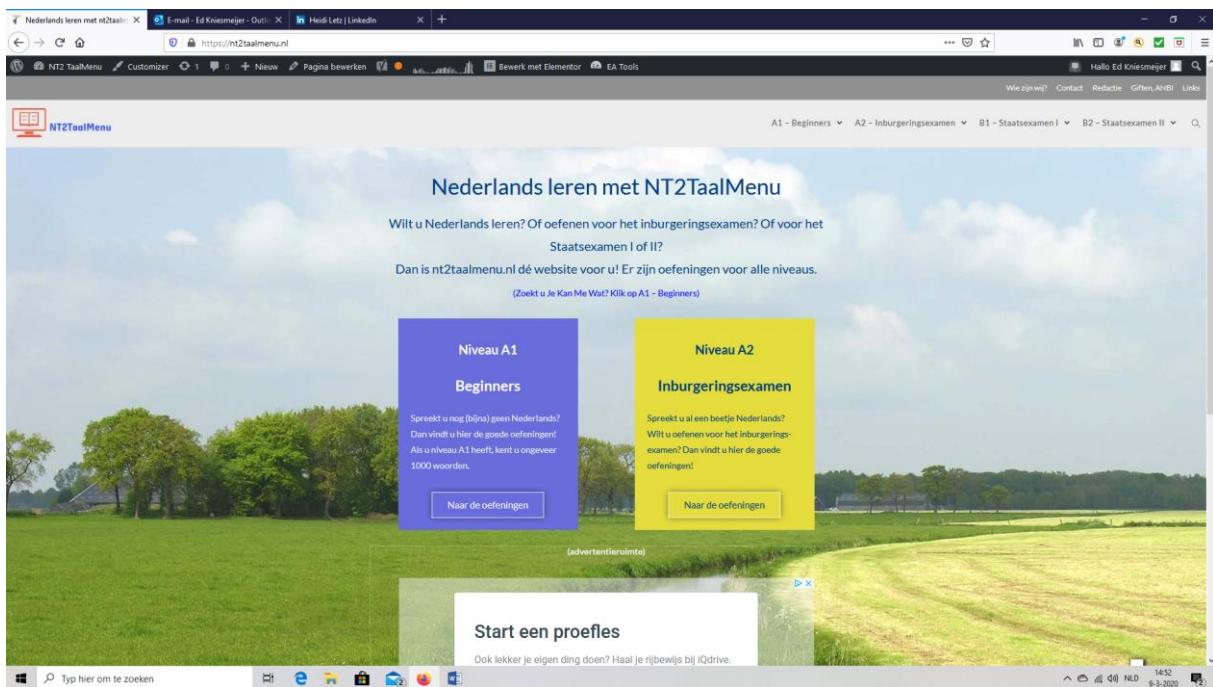 Nederlands leren met nt2taalm
E-mail - Ed Kniesmeijer - Outlo
Heidi Letz | LinkedIn
https://nt2taalmenu.nl
NT2 TaalMenu Customizer 1 0 + Nieuw Pagina bewerken Bewerk met Elementor EA Tools Hallo Ed Kniesmeijer
Wie zijn wij? Contact Redactie Giften, ANBI Links
NT2TaalMenu
A1 – Beginners A2 – Inburgeringsexamen B1 – Staatsexamen I B2 – Staatsexamen II
Nederlands leren met NT2TaalMenu
Wilt u Nederlands leren? Of oefenen voor het inburgeringsexamen? Of voor het
Staatsexamen I of II?
Dan is nt2taalmenu.nl dé website voor u! Er zijn oefeningen voor alle niveaus.
(Zoekt u Je Kan Me Wat? Klik op A1 – Beginners)
Niveau A1
Beginners
Spreekt u nog (bijna) geen Nederlands?
Dan vindt u hier de goede oefeningen!
Als u niveau A1 heeft, kent u ongeveer
1000 woorden.
Naar de oefeningen
Niveau A2
Inburgeringsexamen
Spreekt u al een beetje Nederlands?
Wilt u oefenen voor het inburgerings-
examen? Dan vindt u hier de goede
oefeningen!
Naar de oefeningen
(advertentieruimte)
Start een proefles
Ook lekker je eigen ding doen? Haal je rijbewijs bij iQdrive.
Typ hier om te zoeken
NLD
14:52
9-3-2020